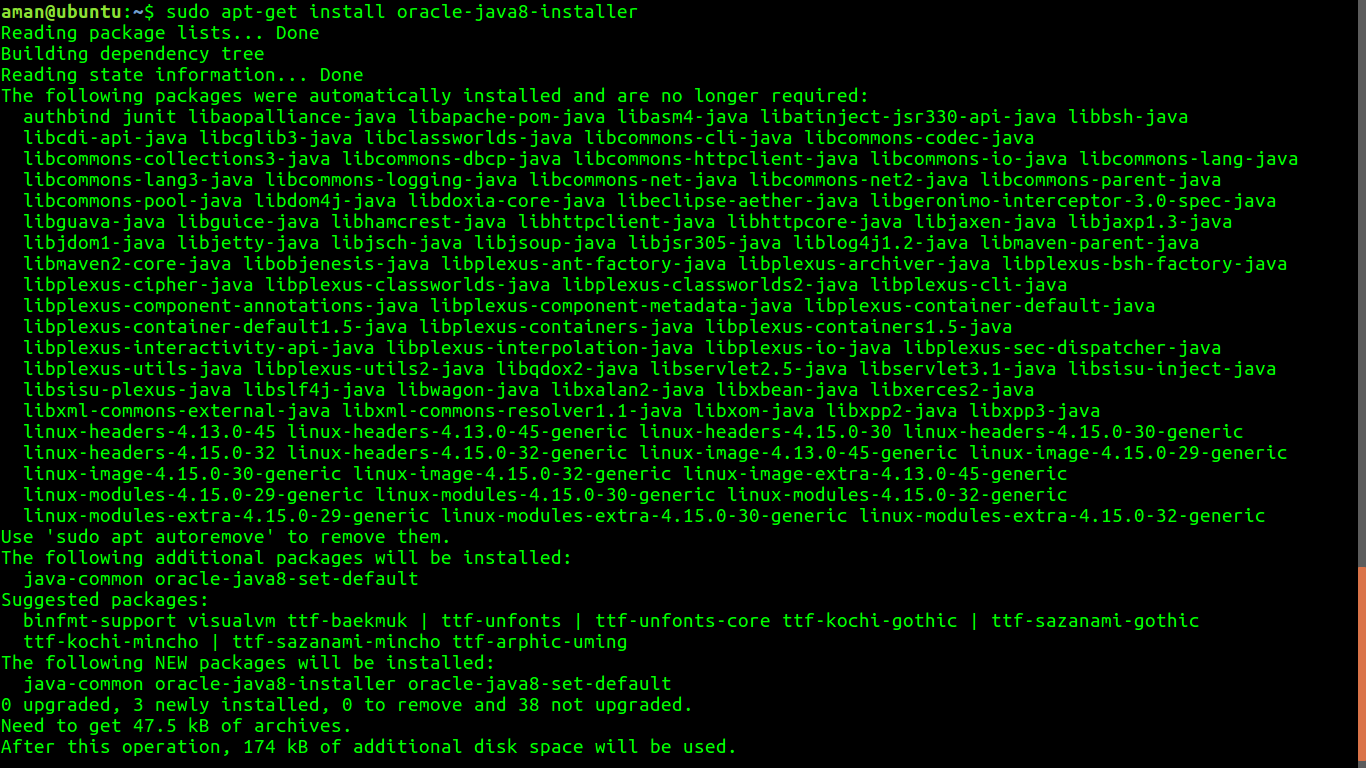 aman@ubuntu:~$ sudo apt-get install oracle-java8-installer
Reading package lists... Done
Building dependency tree
Reading state information... Done
The following packages were automatically installed and are no longer required:
  authbind junit libaopalliance-java libapache-pom-java libasm4-java libatinject-jsr330-api-java libbsh-java
  libcdi-api-java libcglib3-java libclassworlds-java libcommons-cli-java libcommons-codec-java
  libcommons-collections3-java libcommons-dbcp-java libcommons-httpclient-java libcommons-io-java libcommons-lang-java
  libcommons-lang3-java libcommons-logging-java libcommons-net-java libcommons-net2-java libcommons-parent-java
  libcommons-pool-java libdom4j-java libdoxia-core-java libeclipse-aether-java libgeronimo-interceptor-3.0-spec-java
  libguava-java libguice-java libhamcrest-java libhttpclient-java libhttpcore-java libjaxen-java libjaxp1.3-java
  libjdom1-java libjetty-java libjsch-java libjsoup-java libjsr305-java liblog4j1.2-java libmaven-parent-java
  libmaven2-core-java libobjenesis-java libplexus-ant-factory-java libplexus-archiver-java libplexus-bsh-factory-java
  libplexus-cipher-java libplexus-classworlds-java libplexus-classworlds2-java libplexus-cli-java
  libplexus-component-annotations-java libplexus-component-metadata-java libplexus-container-default-java
  libplexus-container-default1.5-java libplexus-containers-java libplexus-containers1.5-java
  libplexus-interactivity-api-java libplexus-interpolation-java libplexus-io-java libplexus-sec-dispatcher-java
  libplexus-utils-java libplexus-utils2-java libqdox2-java libservlet2.5-java libservlet3.1-java libsisu-inject-java
  libsisu-plexus-java libslf4j-java libwagon-java libxalan2-java libxbean-java libxerces2-java
  libxml-commons-external-java libxml-commons-resolver1.1-java libxom-java libxpp2-java libxpp3-java
  linux-headers-4.13.0-45 linux-headers-4.13.0-45-generic linux-headers-4.15.0-30 linux-headers-4.15.0-30-generic
  linux-headers-4.15.0-32 linux-headers-4.15.0-32-generic linux-image-4.13.0-45-generic linux-image-4.15.0-29-generic
  linux-image-4.15.0-30-generic linux-image-4.15.0-32-generic linux-image-extra-4.13.0-45-generic
  linux-modules-4.15.0-29-generic linux-modules-4.15.0-30-generic linux-modules-4.15.0-32-generic
  linux-modules-extra-4.15.0-29-generic linux-modules-extra-4.15.0-30-generic linux-modules-extra-4.15.0-32-generic
Use 'sudo apt autoremove' to remove them.
The following additional packages will be installed:
  java-common oracle-java8-set-default
Suggested packages:
  binfmt-support visualvm ttf-baekmuk | ttf-unfonts | ttf-unfonts-core ttf-kochi-gothic | ttf-sazanami-gothic
  ttf-kochi-mincho | ttf-sazanami-mincho ttf-arphic-uming
The following NEW packages will be installed:
  java-common oracle-java8-installer oracle-java8-set-default
0 upgraded, 3 newly installed, 0 to remove and 38 not upgraded.
Need to get 47.5 kB of archives.
After this operation, 174 kB of additional disk space will be used.